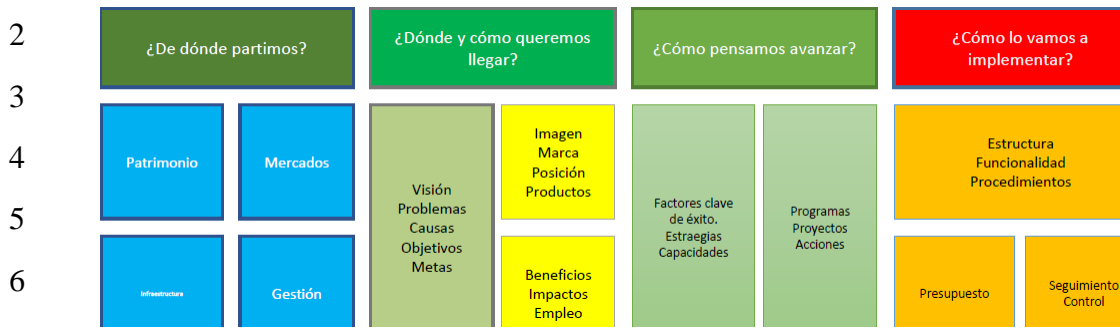 2
¿De dónde partimos?
¿Dónde y cómo queremos
llegar?
¿Cómo pensamos avanzar?
¿Cómo lo vamos a
implementar?
3
4
Patrimonio
Mercados
Visión
Problemas
Causas
Objetivos
Metas
Imagen
Marca
Posición
Productos
Factores clave
de éxito.
Estraegias
Capacidades
Programas
Proyectos
Acciones
Estructura
Funcionalidad
Procedimientos
5
6
Infraestructura
Gestión
Beneficios
Impactos
Empleo
Presupuesto
Seguimiento
Control